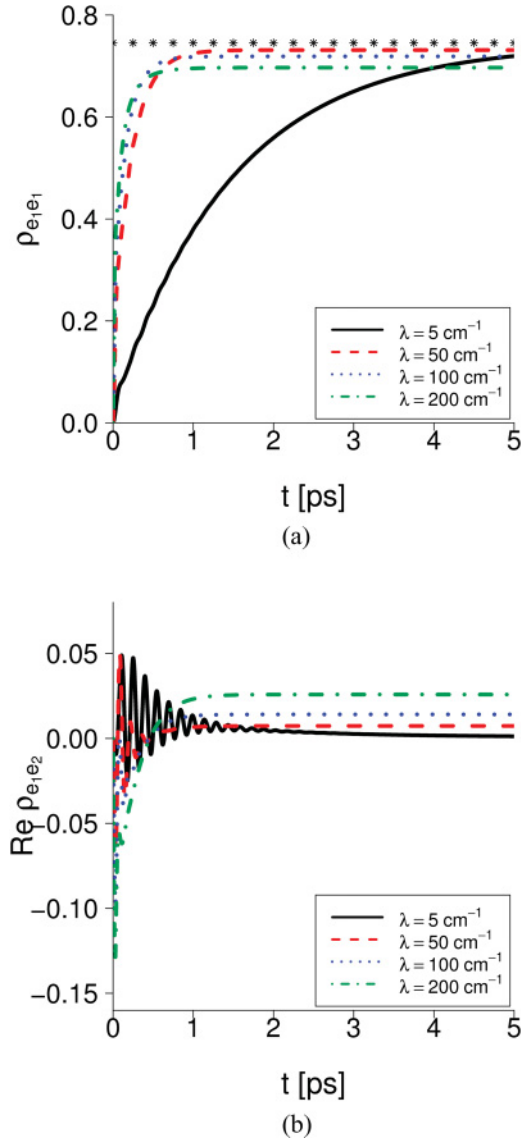 0.8
0.6
0.4
0.2
0.0
ρe₁e₁
λ = 5 cm⁻¹
λ = 50 cm⁻¹
λ = 100 cm⁻¹
λ = 200 cm⁻¹
0 1 2 3 4 5
t [ps]
(a)
0.05
0.00
−0.05
−0.10
−0.15
Re ρe₁e₂
λ = 5 cm⁻¹
λ = 50 cm⁻¹
λ = 100 cm⁻¹
λ = 200 cm⁻¹
0 1 2 3 4 5
t [ps]
(b)